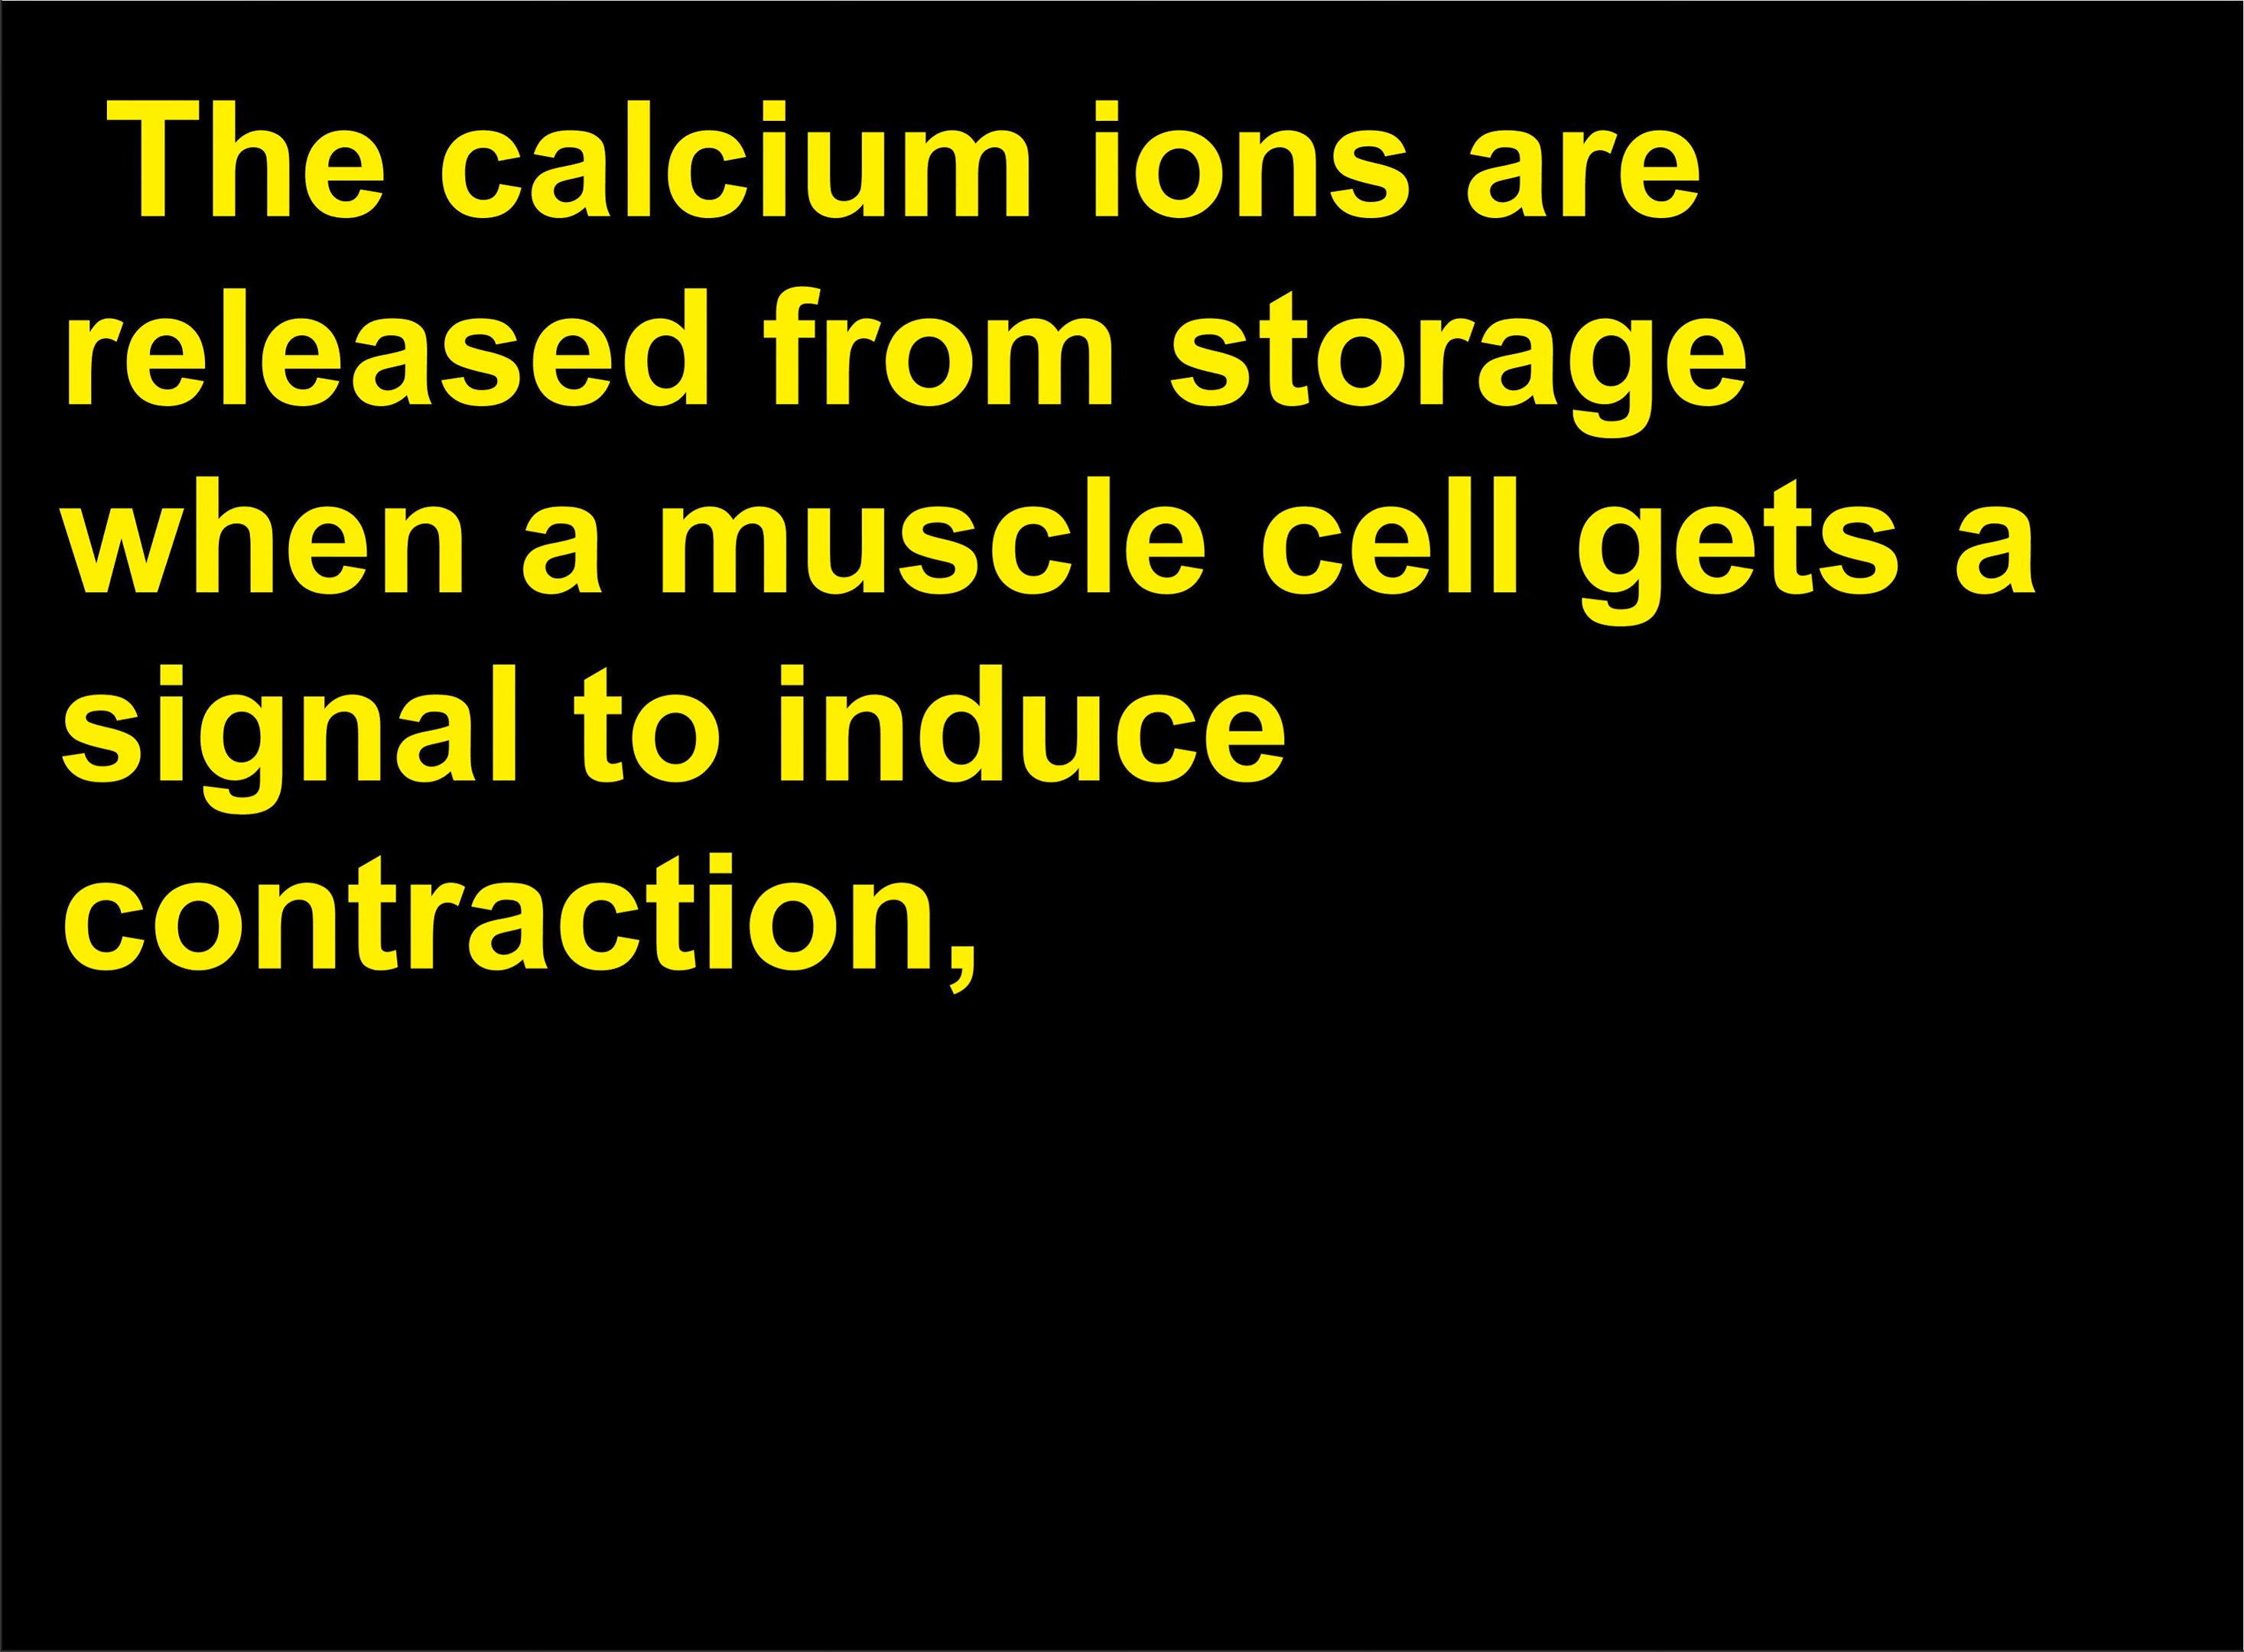 The calcium ions are
released from storage
when a muscle cell gets a
signal to induce
contraction,